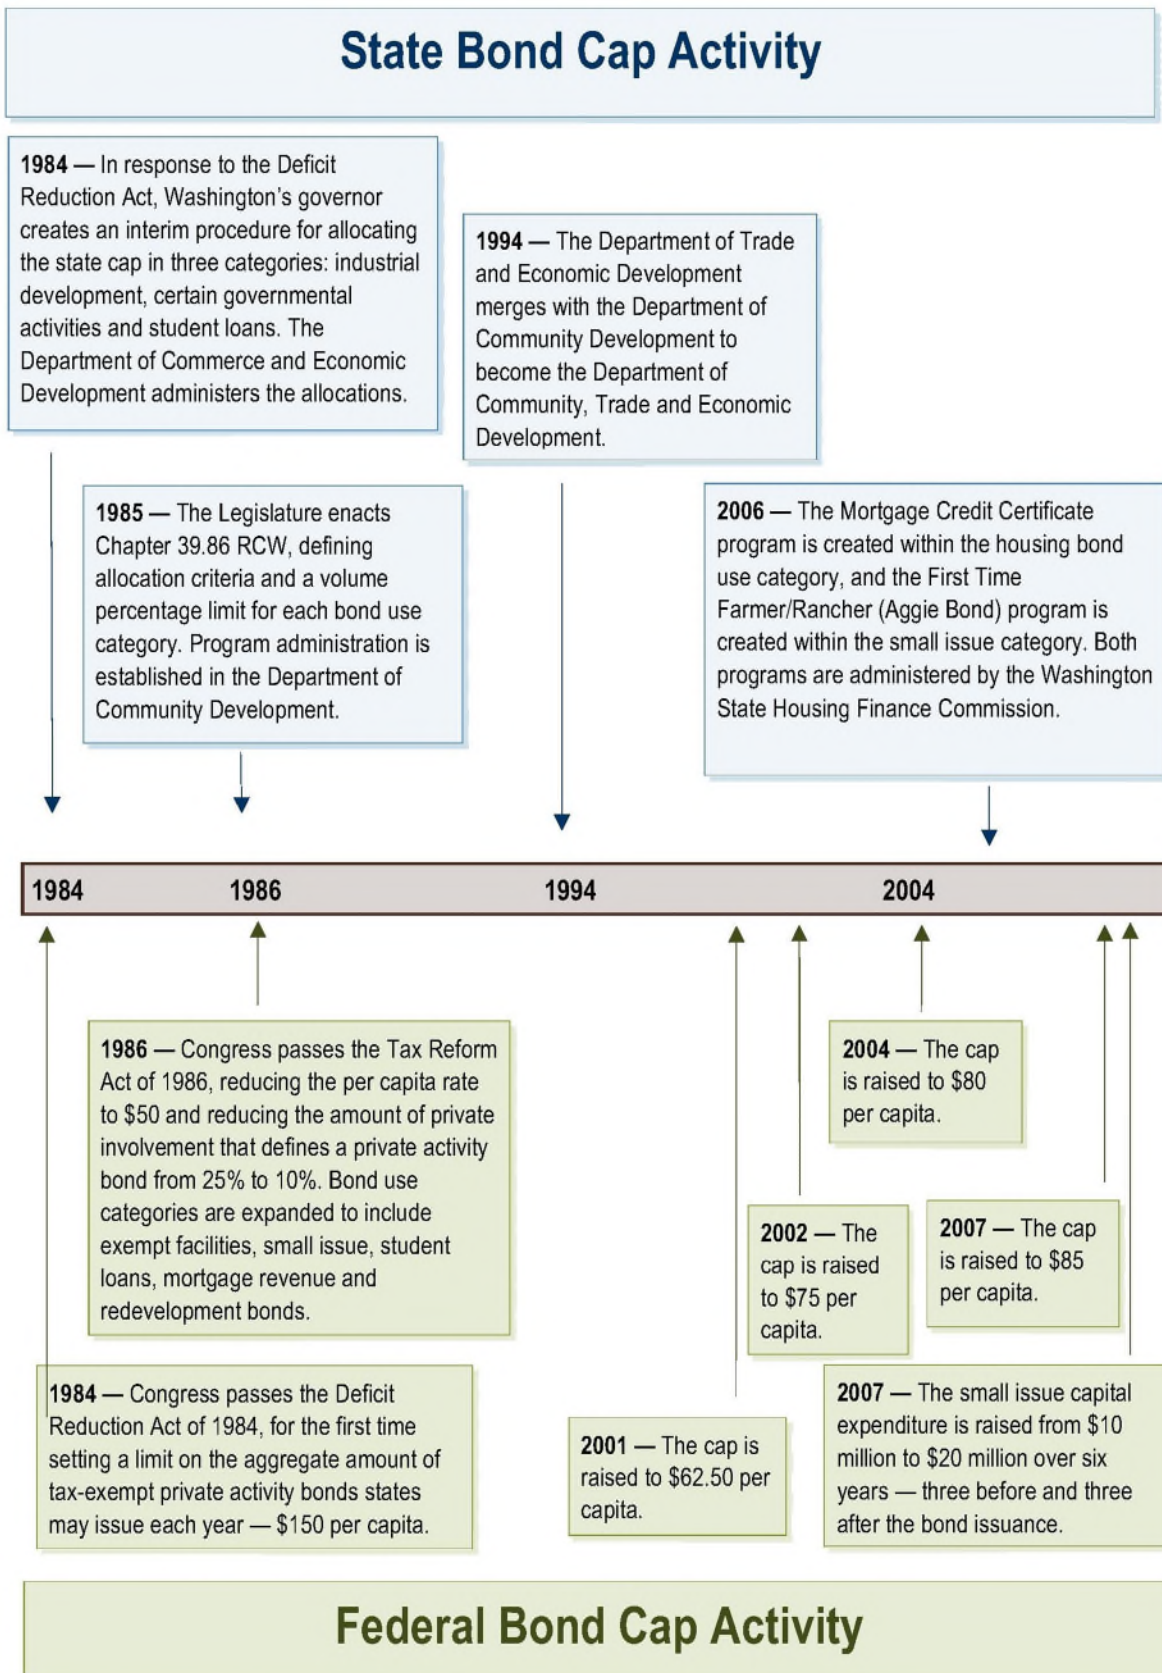 State Bond Cap Activity
1984 — In response to the Deficit
Reduction Act, Washington's governor
creates an interim procedure for allocating
the state cap in three categories: industrial
development, certain governmental
activities and student loans. The
Department of Commerce and Economic
Development administers the allocations.
1994 — The Department of Trade
and Economic Development
merges with the Department of
Community Development to
become the Department of
Community, Trade and Economic
Development.
1985 — The Legislature enacts
Chapter 39.86 RCW, defining
allocation criteria and a volume
percentage limit for each bond use
category. Program administration is
established in the Department of
Community Development.
2006 — The Mortgage Credit Certificate
program is created within the housing bond
use category, and the First Time
Farmer/Rancher (Aggie Bond) program is
created within the small issue category. Both
programs are administered by the Washington
State Housing Finance Commission.
1984 1986 1994 2004
1986 — Congress passes the Tax Reform
Act of 1986, reducing the per capita rate
to $50 and reducing the amount of private
involvement that defines a private activity
bond from 25% to 10%. Bond use
categories are expanded to include
exempt facilities, small issue, student
loans, mortgage revenue and
redevelopment bonds.
2004 — The cap
is raised to $80
per capita.
2002 — The
cap is raised
to $75 per
capita.
2007 — The cap
is raised to $85
per capita.
1984 — Congress passes the Deficit
Reduction Act of 1984, for the first time
setting a limit on the aggregate amount of
tax-exempt private activity bonds states
may issue each year — $150 per capita.
2001 — The cap is
raised to $62.50 per
capita.
2007 — The small issue capital
expenditure is raised from $10
million to $20 million over six
years — three before and three
after the bond issuance.
Federal Bond Cap Activity